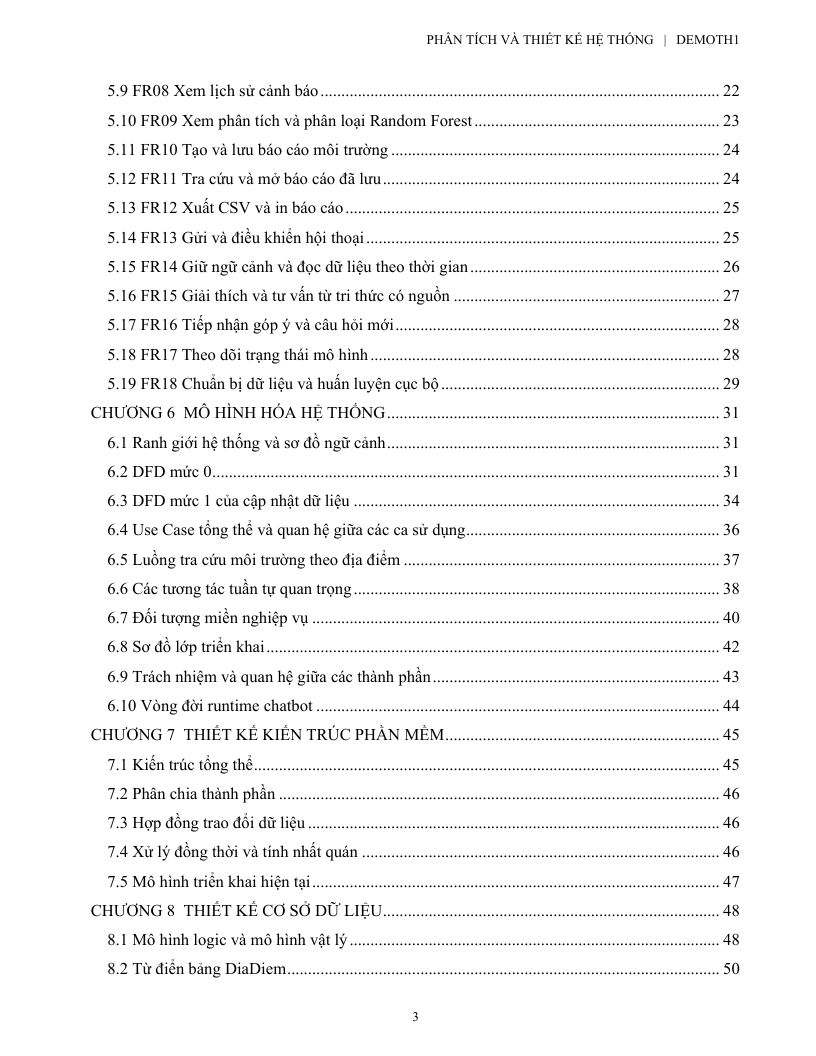 PHÂN TÍCH VÀ THIẾT KẾ HỆ THỐNG | DEMOTH1
5.9 FR08 Xem lịch sử cảnh báo 22
5.10 FR09 Xem phân tích và phân loại Random Forest 23
5.11 FR10 Tạo và lưu báo cáo môi trường 24
5.12 FR11 Tra cứu và mở báo cáo đã lưu 24
5.13 FR12 Xuất CSV và in báo cáo 25
5.14 FR13 Gửi và điều khiển hội thoại 25
5.15 FR14 Giữ ngữ cảnh và đọc dữ liệu theo thời gian 26
5.16 FR15 Giải thích và tư vấn từ tri thức có nguồn 27
5.17 FR16 Tiếp nhận góp ý và câu hỏi mới 28
5.18 FR17 Theo dõi trạng thái mô hình 28
5.19 FR18 Chuẩn bị dữ liệu và huấn luyện cục bộ 29
CHƯƠNG 6 MÔ HÌNH HÓA HỆ THỐNG 31
6.1 Ranh giới hệ thống và sơ đồ ngữ cảnh 31
6.2 DFD mức 0 31
6.3 DFD mức 1 của cập nhật dữ liệu 34
6.4 Use Case tổng thể và quan hệ giữa các ca sử dụng 36
6.5 Luồng tra cứu môi trường theo địa điểm 37
6.6 Các tương tác tuần tự quan trọng 38
6.7 Đối tượng miền nghiệp vụ 40
6.8 Sơ đồ lớp triển khai 42
6.9 Trách nhiệm và quan hệ giữa các thành phần 43
6.10 Vòng đời runtime chatbot 44
CHƯƠNG 7 THIẾT KẾ KIẾN TRÚC PHẦN MỀM 45
7.1 Kiến trúc tổng thể 45
7.2 Phân chia thành phần 46
7.3 Hợp đồng trao đổi dữ liệu 46
7.4 Xử lý đồng thời và tính nhất quán 46
7.5 Mô hình triển khai hiện tại 47
CHƯƠNG 8 THIẾT KẾ CƠ SỞ DỮ LIỆU 48
8.1 Mô hình logic và mô hình vật lý 48
8.2 Từ điển bảng DiaDiem 50
3